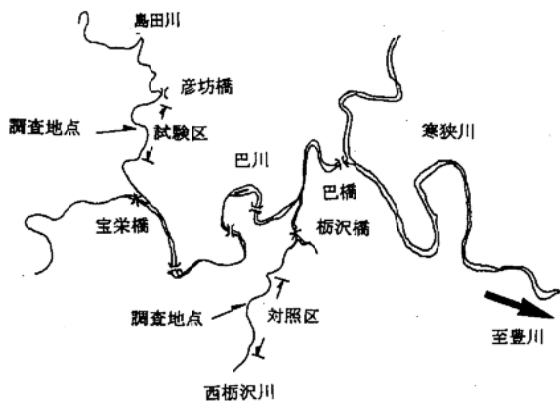 島田川
彦坊橋
調査地点
試験区
巴川
寒狭川
巴橋
宝栄橋
栃沢橋
調査地点
対照区
至豊川
西栃沢川